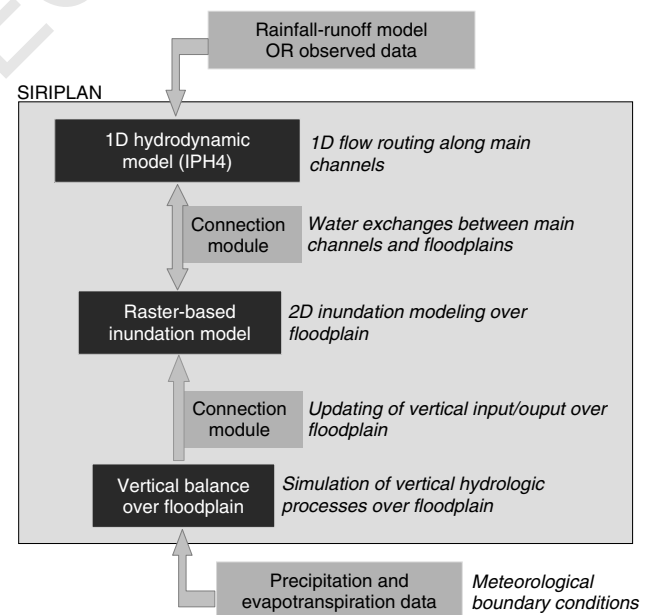 Rainfall-runoff model
OR observed data
SIRIPLAN
1D hydrodynamic
model (IPH4)
1D flow routing along main
channels
Connection
module
Water exchanges between main
channels and floodplains
Raster-based
inundation model
2D inundation modeling over
floodplain
Connection
module
Updating of vertical input/ouput over
floodplain
Vertical balance
over floodplain
Simulation of vertical hydrologic
processes over floodplain
Precipitation and
evapotranspiration data
Meteorological
boundary conditions